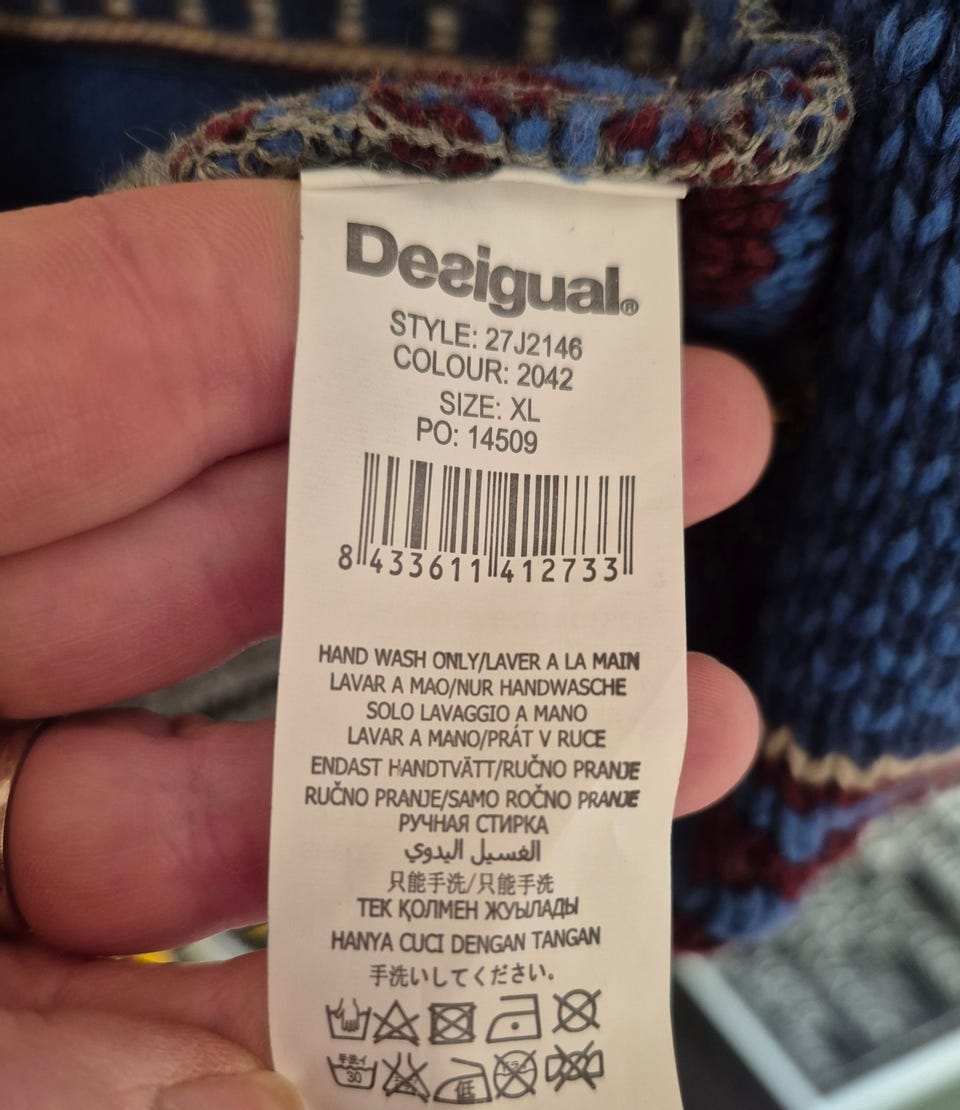 Desigual®
STYLE: 27J2146
COLOUR: 2042
SIZE: XL
PO: 14509
8 433611 412733
HAND WASH ONLY/LAVER A LA MAIN
LAVAR A MAO/NUR HANDWASCHE
SOLO LAVAGGIO A MANO
LAVAR A MANO/PRÁT V RUCE
ENDAST HANDTVÄTT/RUČNO PRANJE
RUČNO PRANJE/SAMO ROČNO PRANJE
РУЧНАЯ СТИРКА
الغسيل اليدوي
只能手洗/只能手洗
ТЕК ҚОЛМЕН ЖУЫЛАДЫ
HANYA CUCI DENGAN TANGAN
手洗いしてください。
手洗イ
30
低